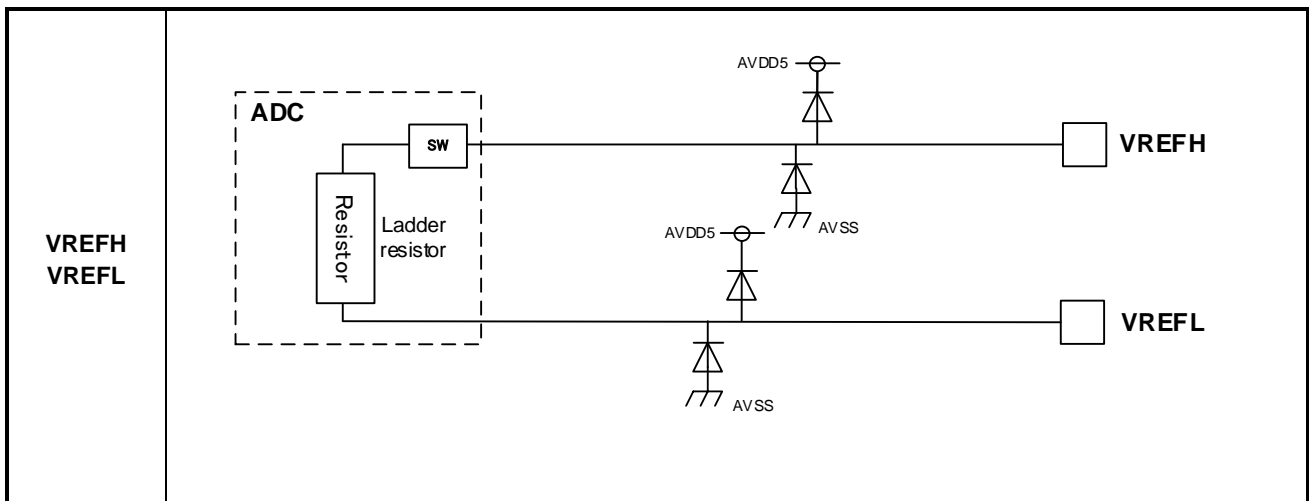 VREFH
VREFL
ADC
SW
Resistor
Ladder
resistor
AVDD5
AVSS
VREFH
AVDD5
AVSS
VREFL